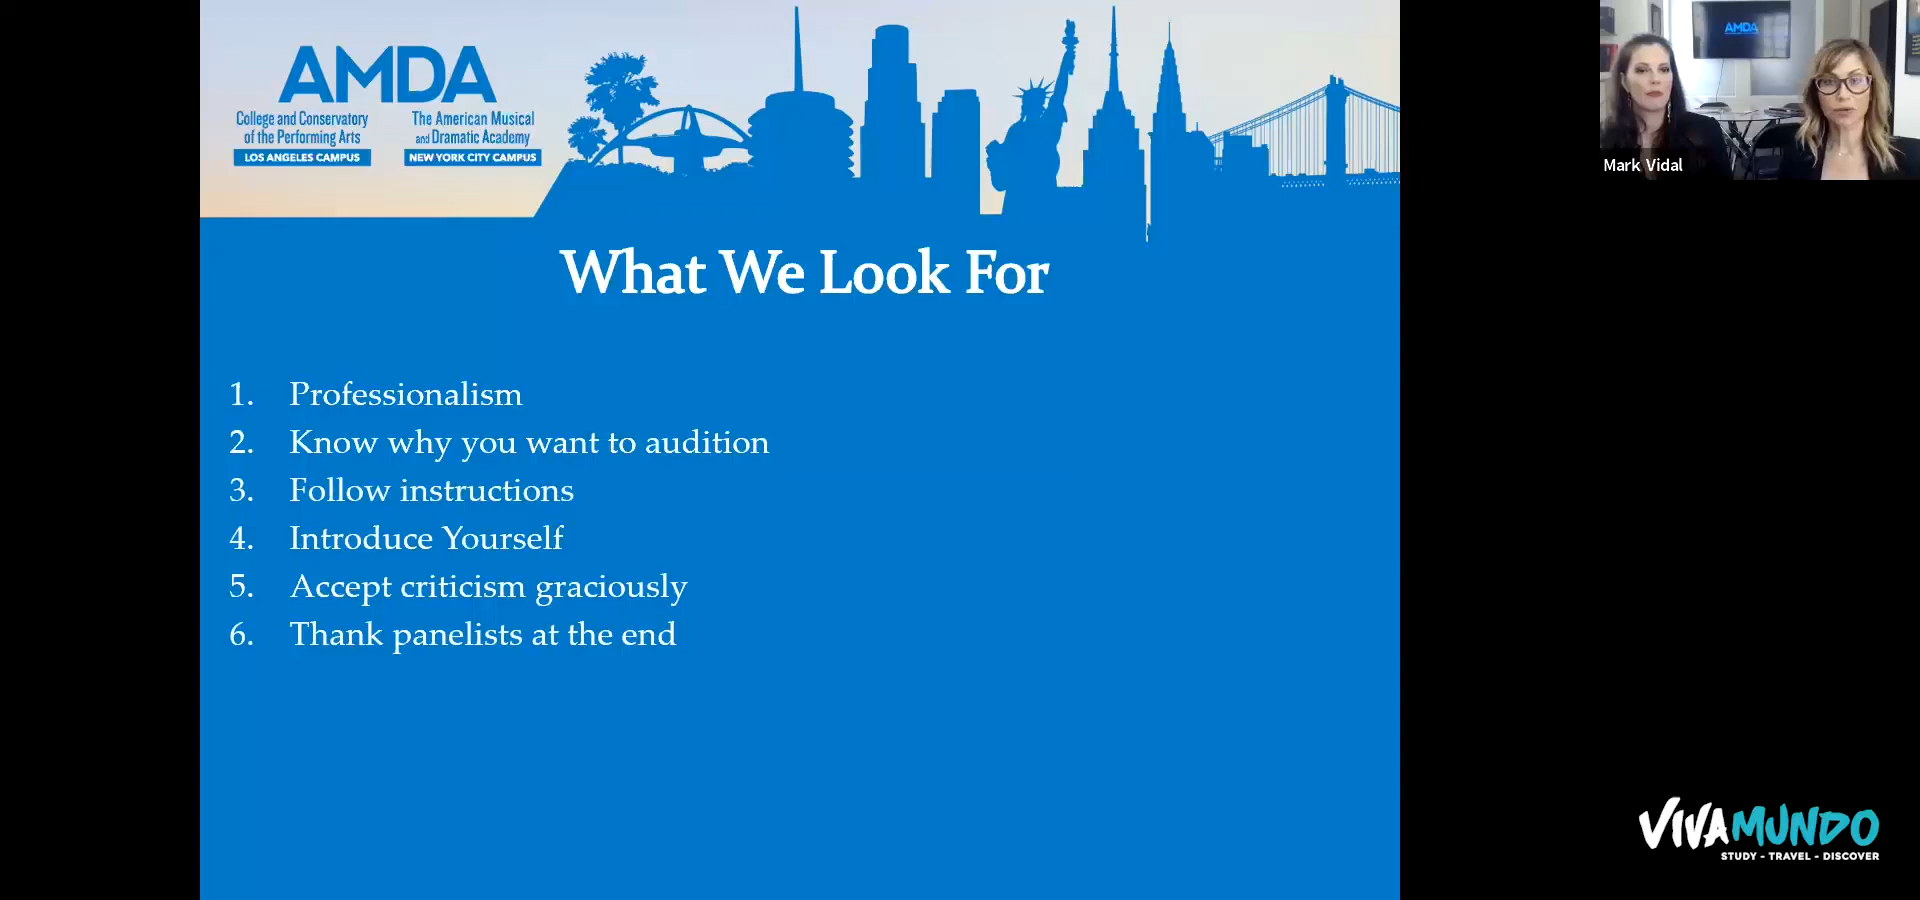 AMDA
College and Conservatory
of the Performing Arts
LOS ANGELES CAMPUS
The American Musical
and Dramatic Academy
NEW YORK CITY CAMPUS
AMDA
Mark Vidal
What We Look For
1. Professionalism
2. Know why you want to audition
3. Follow instructions
4. Introduce Yourself
5. Accept criticism graciously
6. Thank panelists at the end
VIVAMUNDO
STUDY - TRAVEL - DISCOVER